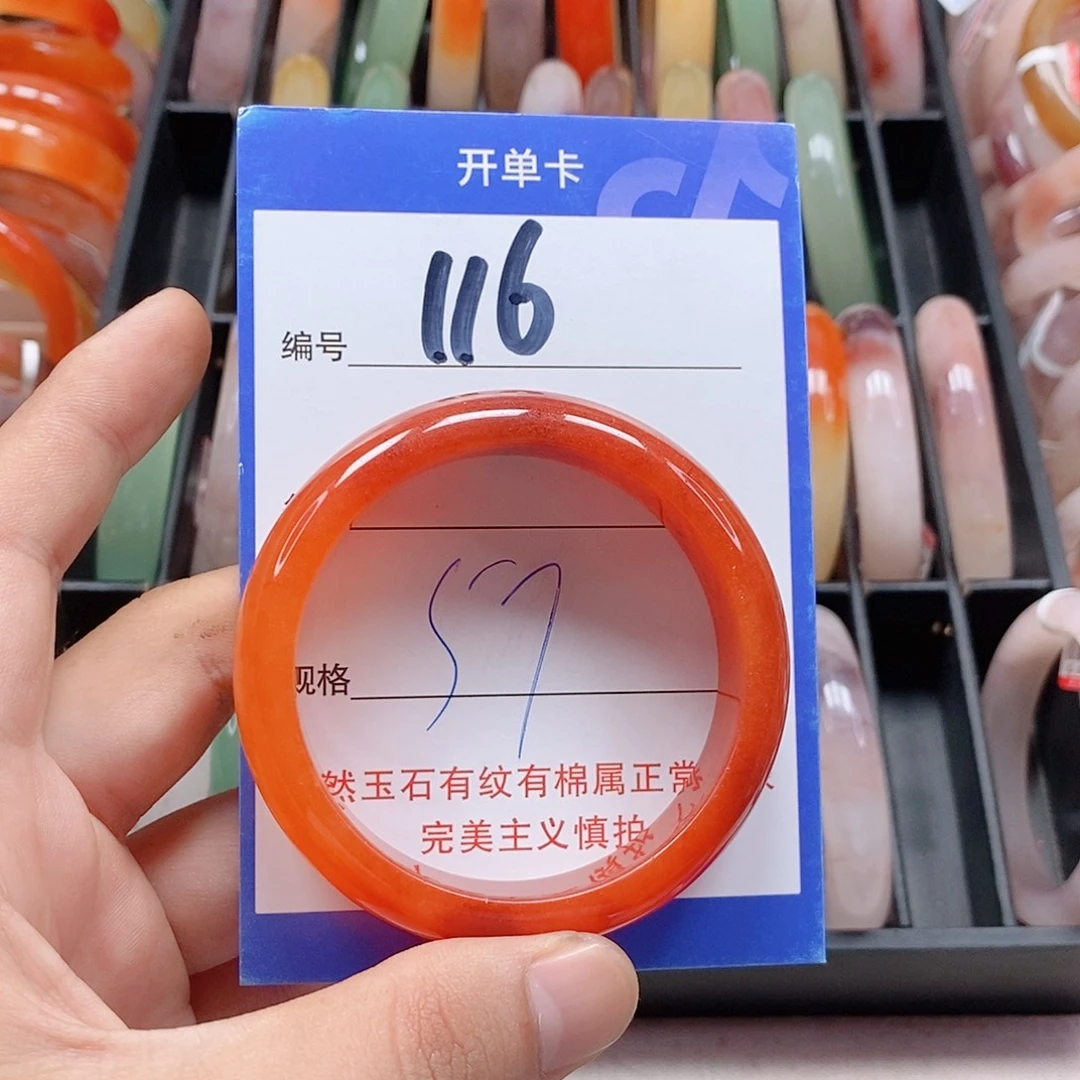 开单卡
编号 116
规格 57
然玉石有纹有棉属正常
完美主义慎拍